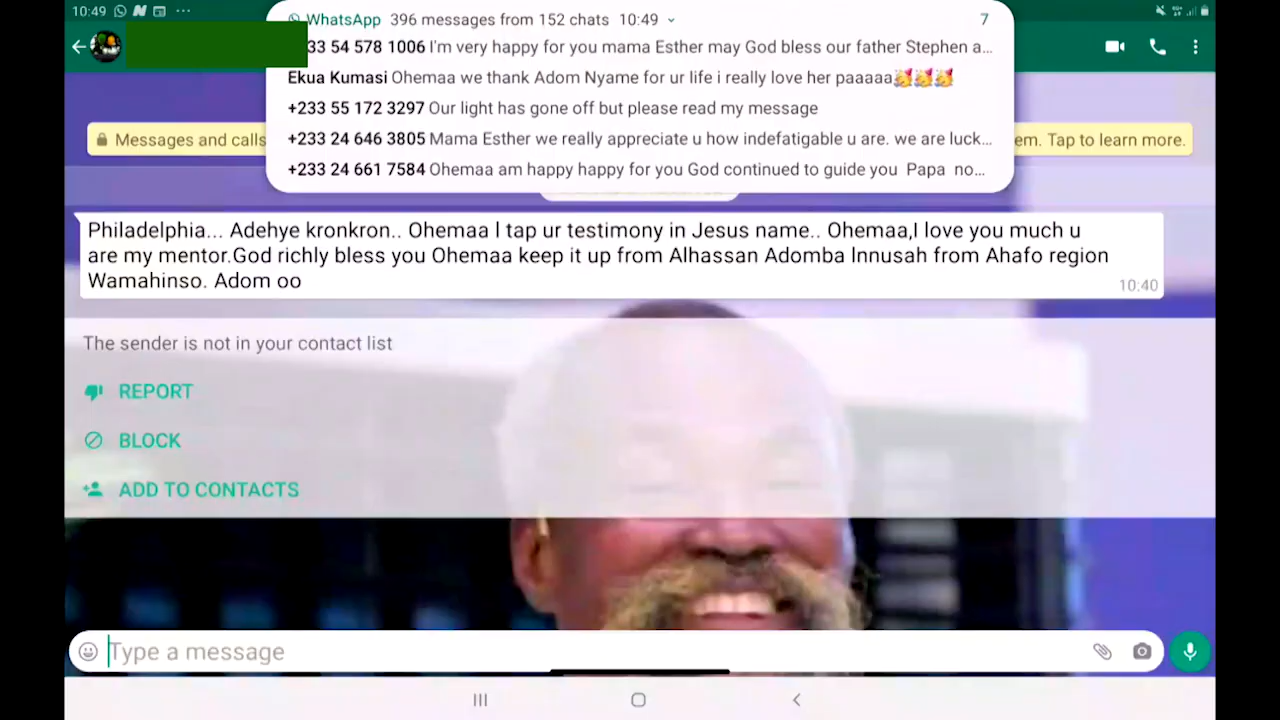 10:49
WhatsApp 396 messages from 152 chats 10:49 7
33 54 578 1006 I'm very happy for you mama Esther may God bless our father Stephen a...
Ekua Kumasi Ohemaa we thank Adom Nyame for ur life i really love her paaaaa🥳🥳🥳
+233 55 172 3297 Our light has gone off but please read my message
+233 24 646 3805 Mama Esther we really appreciate u how indefatigable u are. we are luck...
+233 24 661 7584 Ohemaa am happy happy for you God continued to guide you Papa no...
Messages and calls em. Tap to learn more.
Philadelphia... Adehye kronkron.. Ohemaa l tap ur testimony in Jesus name.. Ohemaa,I love you much u
are my mentor.God richly bless you Ohemaa keep it up from Alhassan Adomba lnnusah from Ahafo region
Wamahinso. Adom oo
10:40
The sender is not in your contact list
REPORT
BLOCK
ADD TO CONTACTS
Type a message